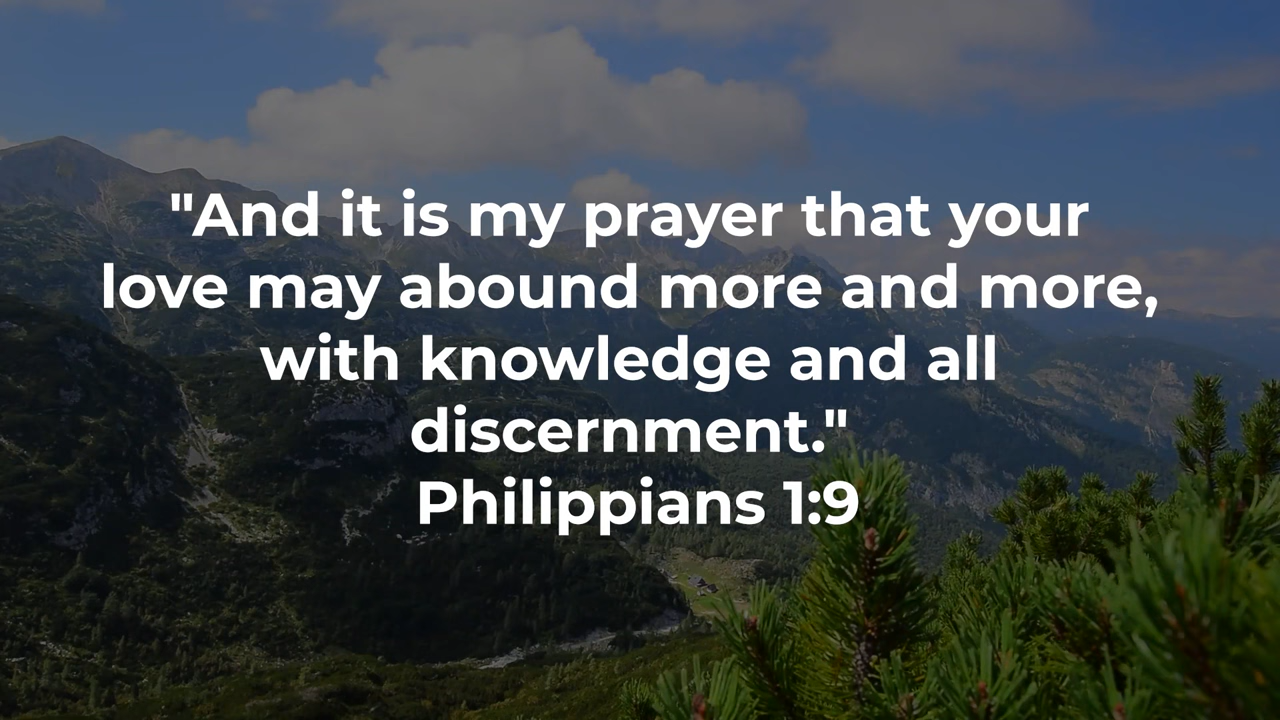 "And it is my prayer that your
love may abound more and more,
with knowledge and all
discernment."
Philippians 1:9